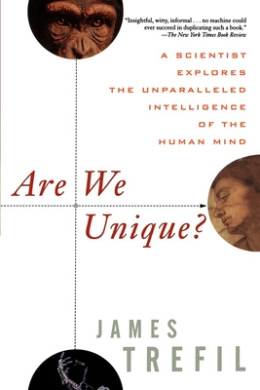 "Insightful, witty, informal . . . no machine could
ever succeed in duplicating such a book."
—The New York Times Book Review
A SCIENTIST
EXPLORES
THE UNPARALLELED
INTELLIGENCE
OF THE
HUMAN MIND
Are We
Unique?
JAMES
TREFIL